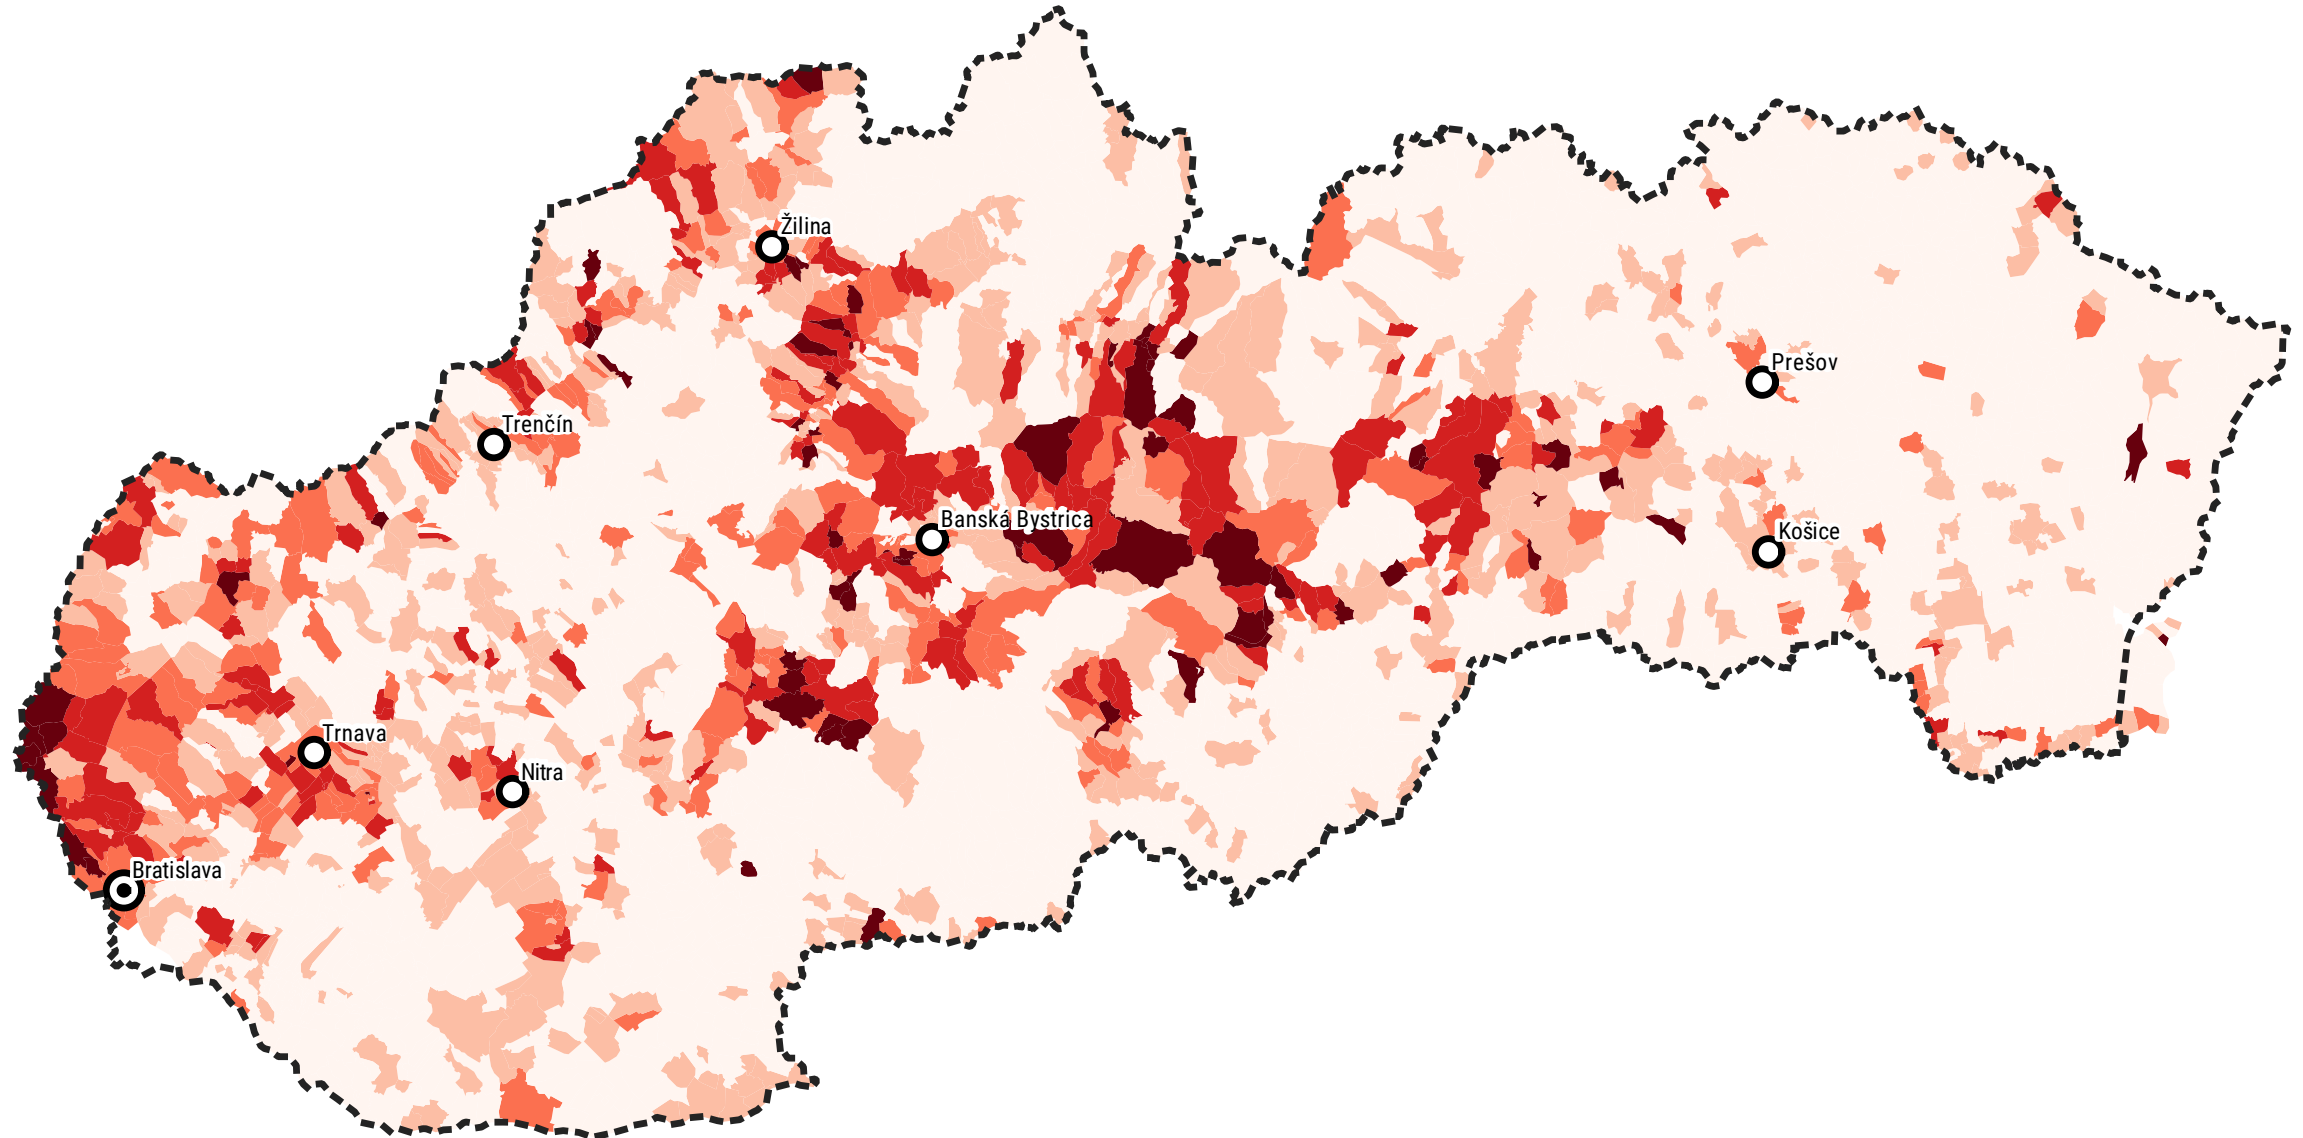 Žilina
Prešov
Trenčín
Banská Bystrica
Košice
Trnava
Nitra
Bratislava